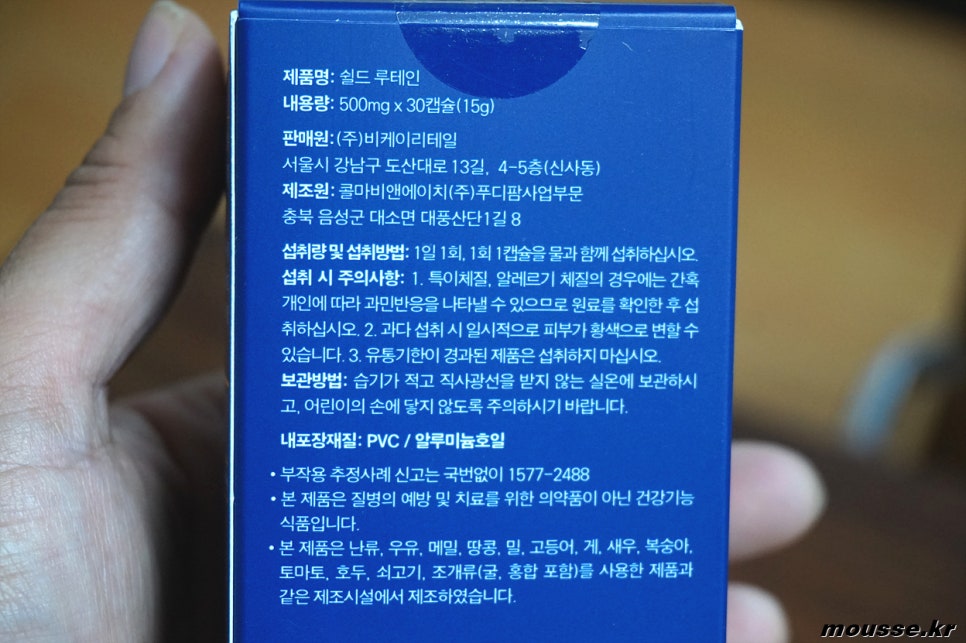 제품명: 쉴드 루테인
내용량: 500mg x 30캡슐(15g)
판매원: (주)비케이리테일
서울시 강남구 도산대로 13길, 4-5층(신사동)
제조원: 콜마비앤에이치(주)푸디팜사업부문
충북 음성군 대소면 대풍산단1길 8
섭취량 및 섭취방법: 1일 1회, 1회 1캡슐을 물과 함께 섭취하십시오.
섭취 시 주의사항: 1. 특이체질, 알레르기 체질의 경우에는 간혹
개인에 따라 과민반응을 나타낼 수 있으므로 원료를 확인한 후 섭
취하십시오. 2. 과다 섭취 시 일시적으로 피부가 황색으로 변할 수
있습니다. 3. 유통기한이 경과된 제품은 섭취하지 마십시오.
보관방법: 습기가 적고 직사광선을 받지 않는 실온에 보관하시
고, 어린이의 손에 닿지 않도록 주의하시기 바랍니다.
내포장재질: PVC / 알루미늄호일
• 부작용 추정사례 신고는 국번없이 1577-2488
• 본 제품은 질병의 예방 및 치료를 위한 의약품이 아닌 건강기능
식품입니다.
• 본 제품은 난류, 우유, 메밀, 땅콩, 밀, 고등어, 게, 새우, 복숭아,
토마토, 호두, 쇠고기, 조개류(굴, 홍합 포함)를 사용한 제품과
같은 제조시설에서 제조하였습니다.
mousse.kr